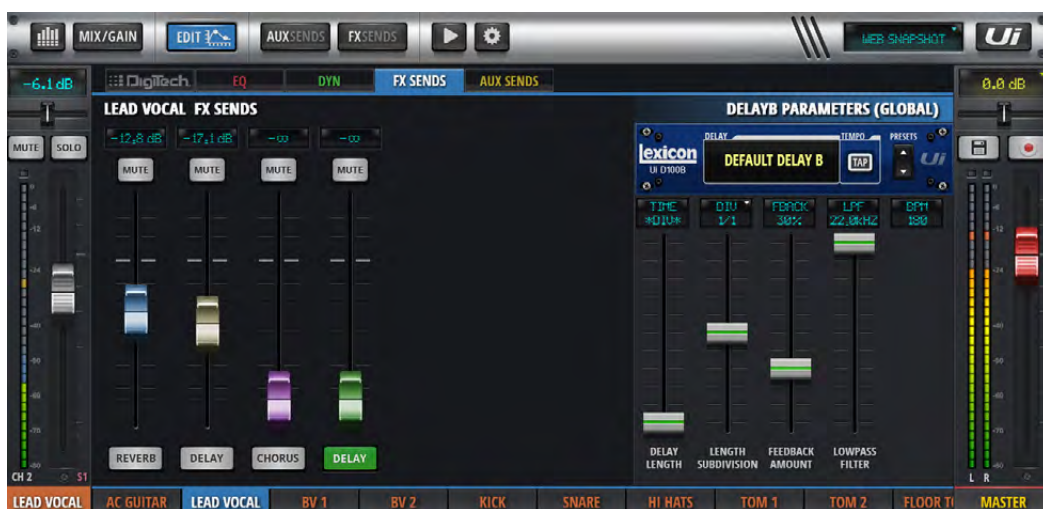 MIX/GAIN EDIT AUXSENDS FXSENDS WEB SNAPSHOT Ui
-6.1 dB DigiTech EQ DYN FX SENDS AUX SENDS 0.0 dB
LEAD VOCAL FX SENDS DELAYB PARAMETERS (GLOBAL)
-12.8 dB -17.1 dB -∞ -∞
MUTE SOLO MUTE MUTE MUTE MUTE
DELAY TEMPO PRESETS
lexicon DEFAULT DELAY B TAP Ui
Ui D100B
TIME DIV FBACK LPF BPM
*DIV* 1/1 30% 22.0kHZ 180
REVERB DELAY CHORUS DELAY
DELAY LENGTH FEEDBACK LOWPASS
LENGTH SUBDIVISION AMOUNT FILTER
CH 2 S1 L R
LEAD VOCAL AC GUITAR LEAD VOCAL BV 1 BV 2 KICK SNARE HI HATS TOM 1 TOM 2 FLOOR MASTER